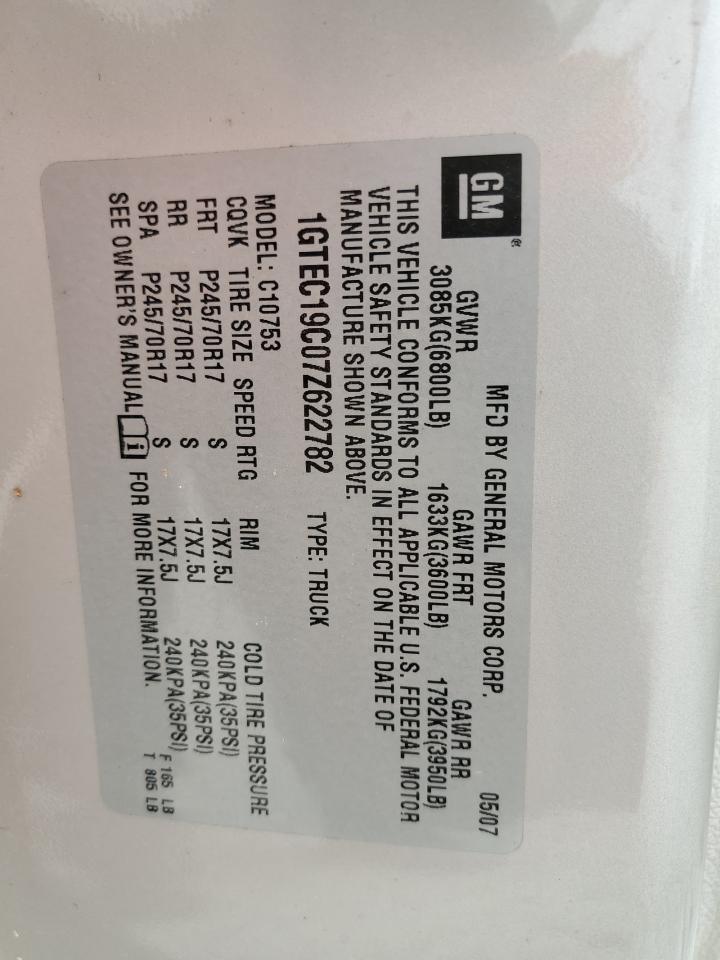 GM®
MFD BY GENERAL MOTORS CORP. 05/07
GVWR GAWR FRT GAWR RR
3085KG(6800LB) 1633KG(3600LB) 1792KG(3950LB)
THIS VEHICLE CONFORMS TO ALL APPLICABLE U.S. FEDERAL MOTOR
VEHICLE SAFETY STANDARDS IN EFFECT ON THE DATE OF
MANUFACTURE SHOWN ABOVE.
1GTEC19C07Z622782 TYPE: TRUCK
MODEL: C10753
CQVK TIRE SIZE SPEED RTG RIM COLD TIRE PRESSURE
FRT P245/70R17 S 17X7.5J 240KPA(35PSI)
RR P245/70R17 S 17X7.5J 240KPA(35PSI)
SPA P245/70R17 S 17X7.5J 240KPA(35PSI)
SEE OWNER'S MANUAL i FOR MORE INFORMATION.
F 165 LB
T 805 LB